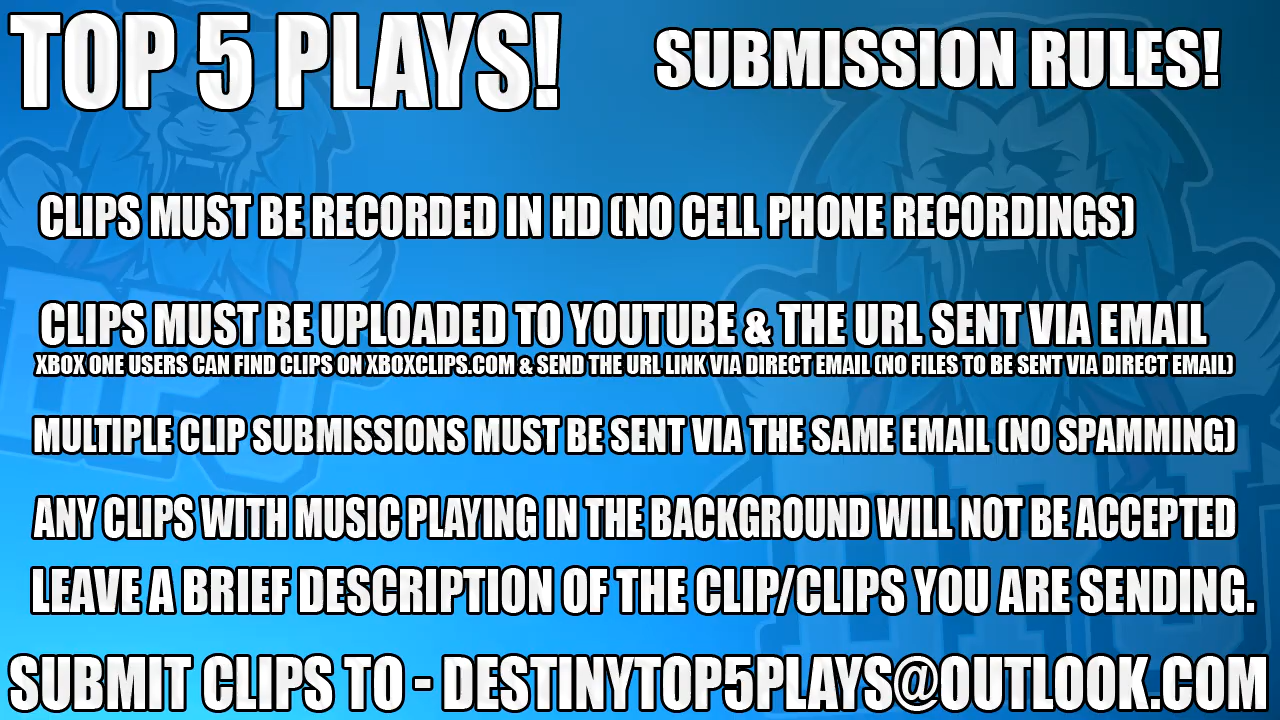 TOP 5 PLAYS!
SUBMISSION RULES!
CLIPS MUST BE RECORDED IN HD (NO CELL PHONE RECORDINGS)
CLIPS MUST BE UPLOADED TO YOUTUBE & THE URL SENT VIA EMAIL
XBOX ONE USERS CAN FIND CLIPS ON XBOXCLIPS.COM & SEND THE URL LINK VIA DIRECT EMAIL (NO FILES TO BE SENT VIA DIRECT EMAIL)
MULTIPLE CLIP SUBMISSIONS MUST BE SENT VIA THE SAME EMAIL (NO SPAMMING)
ANY CLIPS WITH MUSIC PLAYING IN THE BACKGROUND WILL NOT BE ACCEPTED
LEAVE A BRIEF DESCRIPTION OF THE CLIP/CLIPS YOU ARE SENDING.
SUBMIT CLIPS TO - DESTINYTOP5PLAYS@OUTLOOK.COM